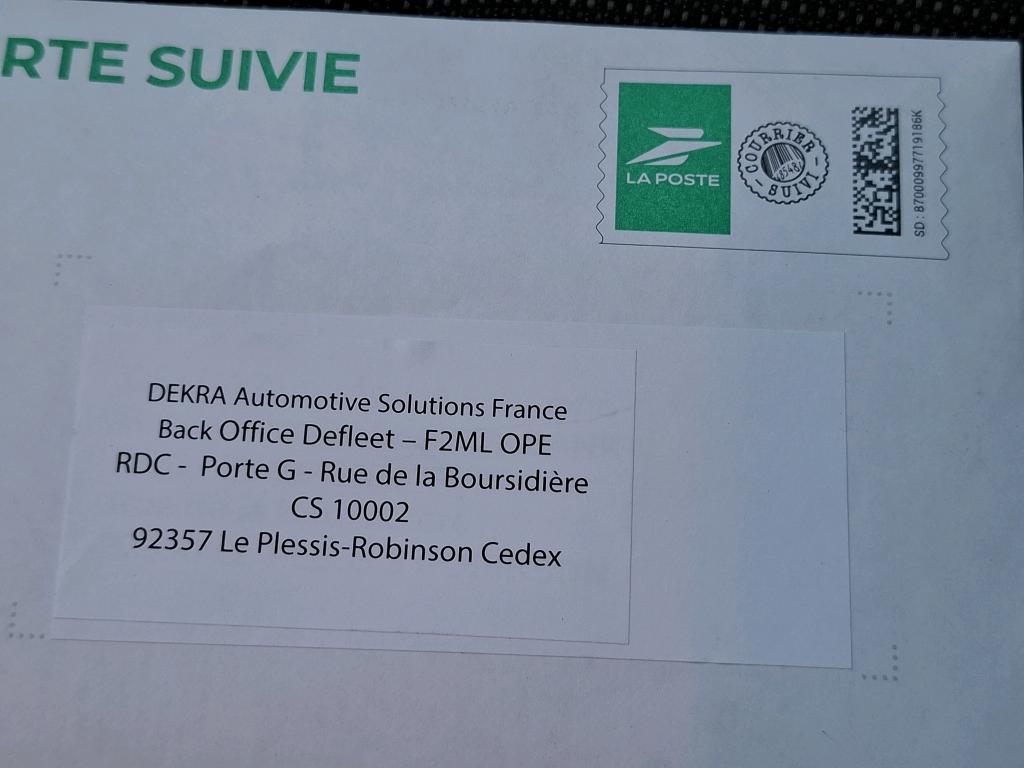 RTE SUIVIE
LA POSTE
COURRIER
SUIVI
SD : 87000997719186K
DEKRA Automotive Solutions France
Back Office Defleet – F2ML OPE
RDC - Porte G - Rue de la Boursidière
CS 10002
92357 Le Plessis-Robinson Cedex